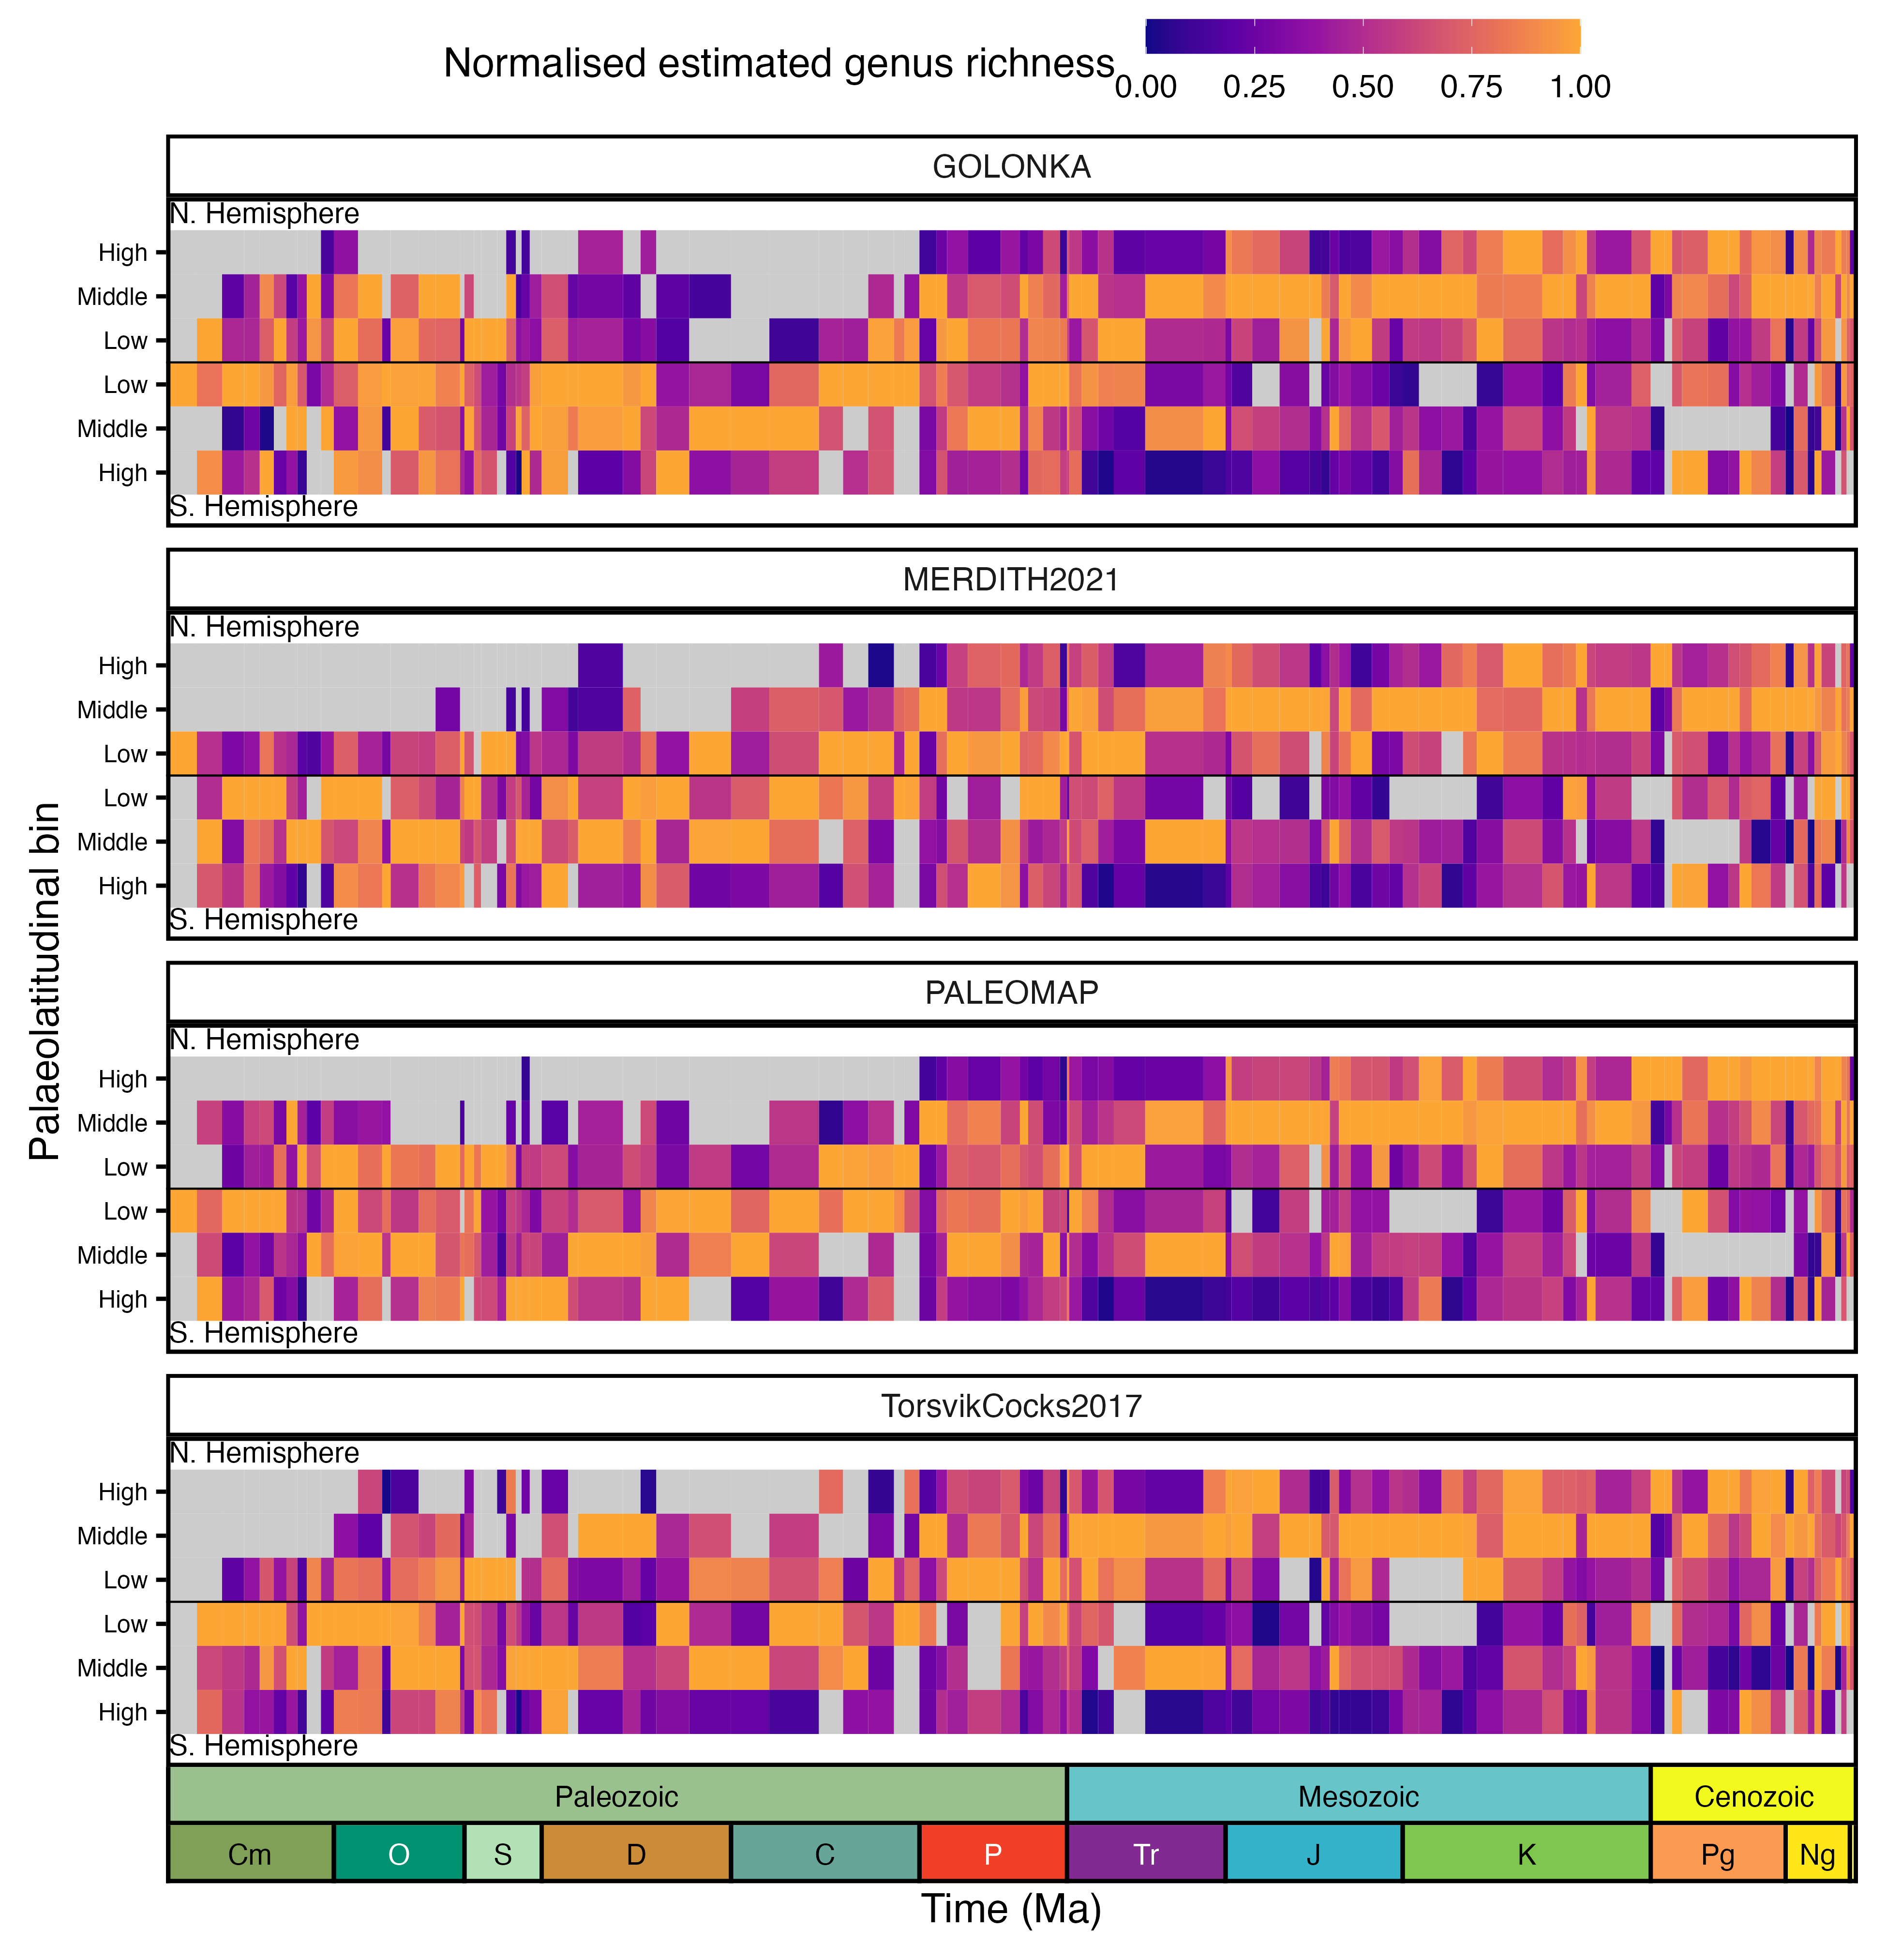 Normalised estimated genus richness
0.00 0.25 0.50 0.75 1.00
Palaeolatitudinal bin
GOLONKA
N. Hemisphere
High
Middle
Low
Low
Middle
High
S. Hemisphere
MERDITH2021
N. Hemisphere
High
Middle
Low
Low
Middle
High
S. Hemisphere
PALEOMAP
N. Hemisphere
High
Middle
Low
Low
Middle
High
S. Hemisphere
TorsvikCocks2017
N. Hemisphere
High
Middle
Low
Low
Middle
High
S. Hemisphere
Paleozoic Mesozoic Cenozoic
Cm O S D C P Tr J K Pg Ng
Time (Ma)